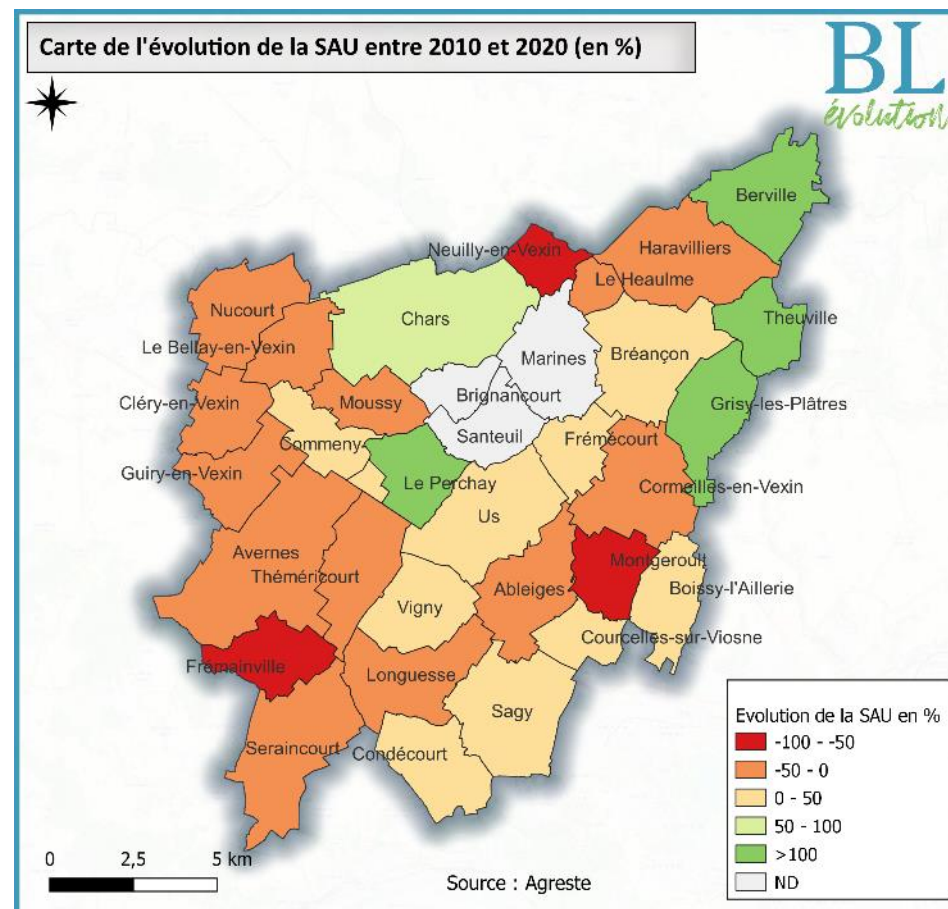 Carte de l'évolution de la SAU entre 2010 et 2020 (en %)
BL
évolution
Berville
Neuilly-en-Vexin
Haravilliers
Le Heaulme
Nucourt
Chars
Theuville
Le Bellay-en-Vexin
Marines
Bréançon
Cléry-en-Vexin
Moussy
Brignancourt
Grisy-les-Plâtres
Commeny
Santeuil
Frémécourt
Guiry-en-Vexin
Le Perchay
Cormeilles-en-Vexin
Us
Avernes
Montgeroult
Théméricourt
Ableiges
Boissy-l'Aillerie
Vigny
Courcelles-sur-Viosne
Frémainville
Longuesse
Sagy
Seraincourt
Condécourt
Evolution de la SAU en %
-100 - -50
-50 - 0
0 - 50
50 - 100
>100
ND
0 2,5 5 km
Source : Agreste